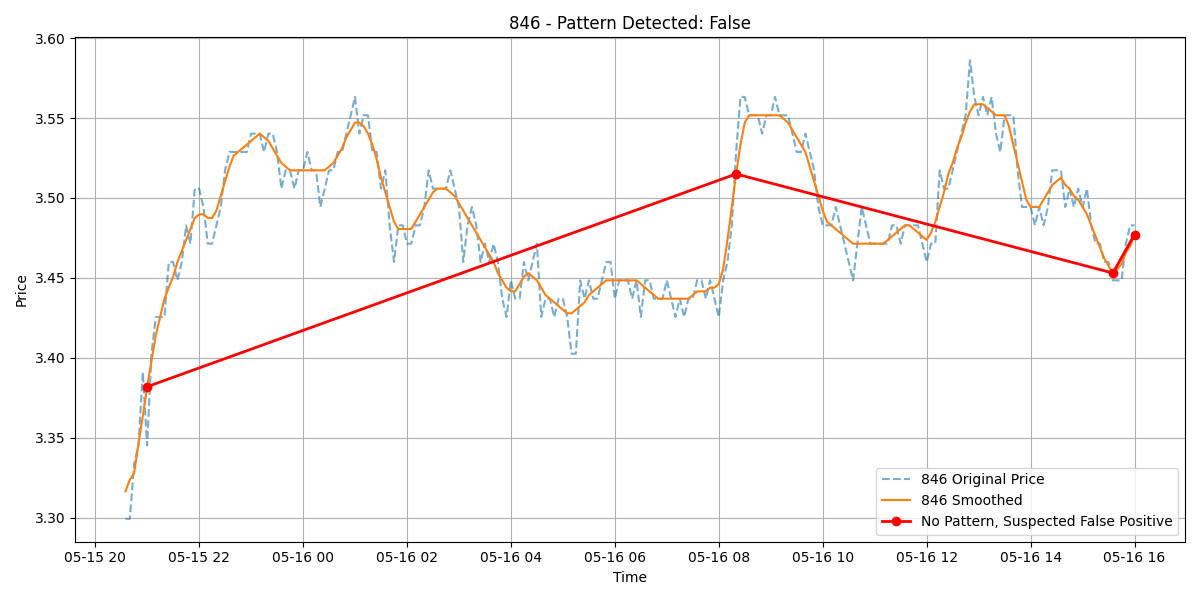 846 - Pattern Detected: False
Price
3.60
3.55
3.50
3.45
3.40
3.35
3.30
846 Original Price
846 Smoothed
No Pattern, Suspected False Positive
05-15 20 05-15 22 05-16 00 05-16 02 05-16 04 05-16 06 05-16 08 05-16 10 05-16 12 05-16 14 05-16 16
Time